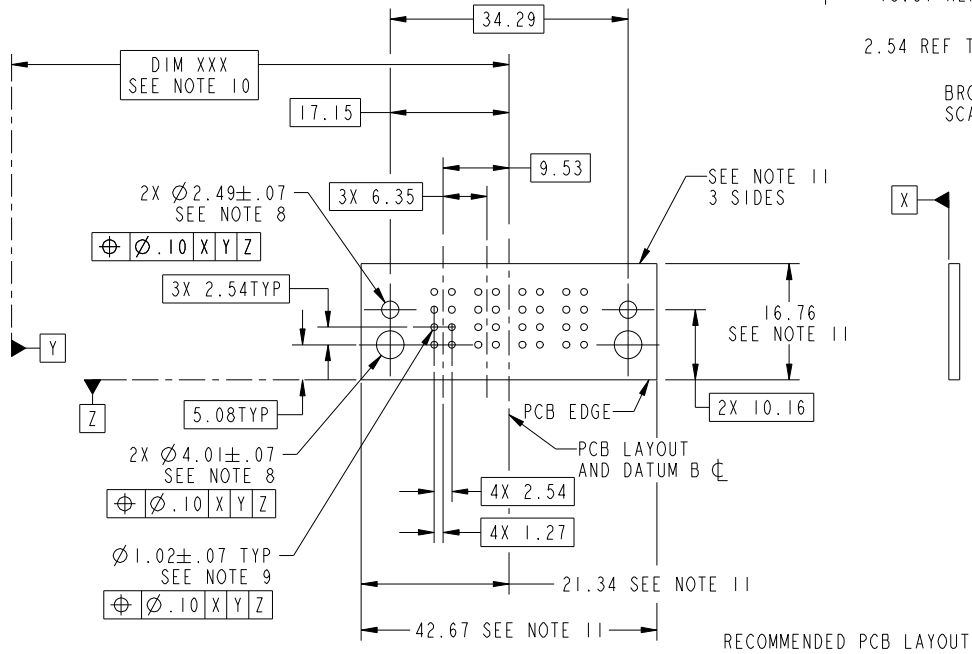 34.29
2.54 REF T
DIM XXX
SEE NOTE 10
BRO
SCA
17.15
9.53
SEE NOTE 11
3 SIDES
X
2X Ø2.49±.07
SEE NOTE 8
3X 6.35
⌖ Ø.10 X Y Z
3X 2.54TYP
16.76
SEE NOTE 11
Y
Z
5.08TYP
PCB EDGE
2X 10.16
2X Ø4.01±.07
SEE NOTE 8
PCB LAYOUT
AND DATUM B ℄
⌖ Ø.10 X Y Z
4X 2.54
4X 1.27
Ø1.02±.07 TYP
SEE NOTE 9
⌖ Ø.10 X Y Z
21.34 SEE NOTE 11
42.67 SEE NOTE 11
RECOMMENDED PCB LAYOUT